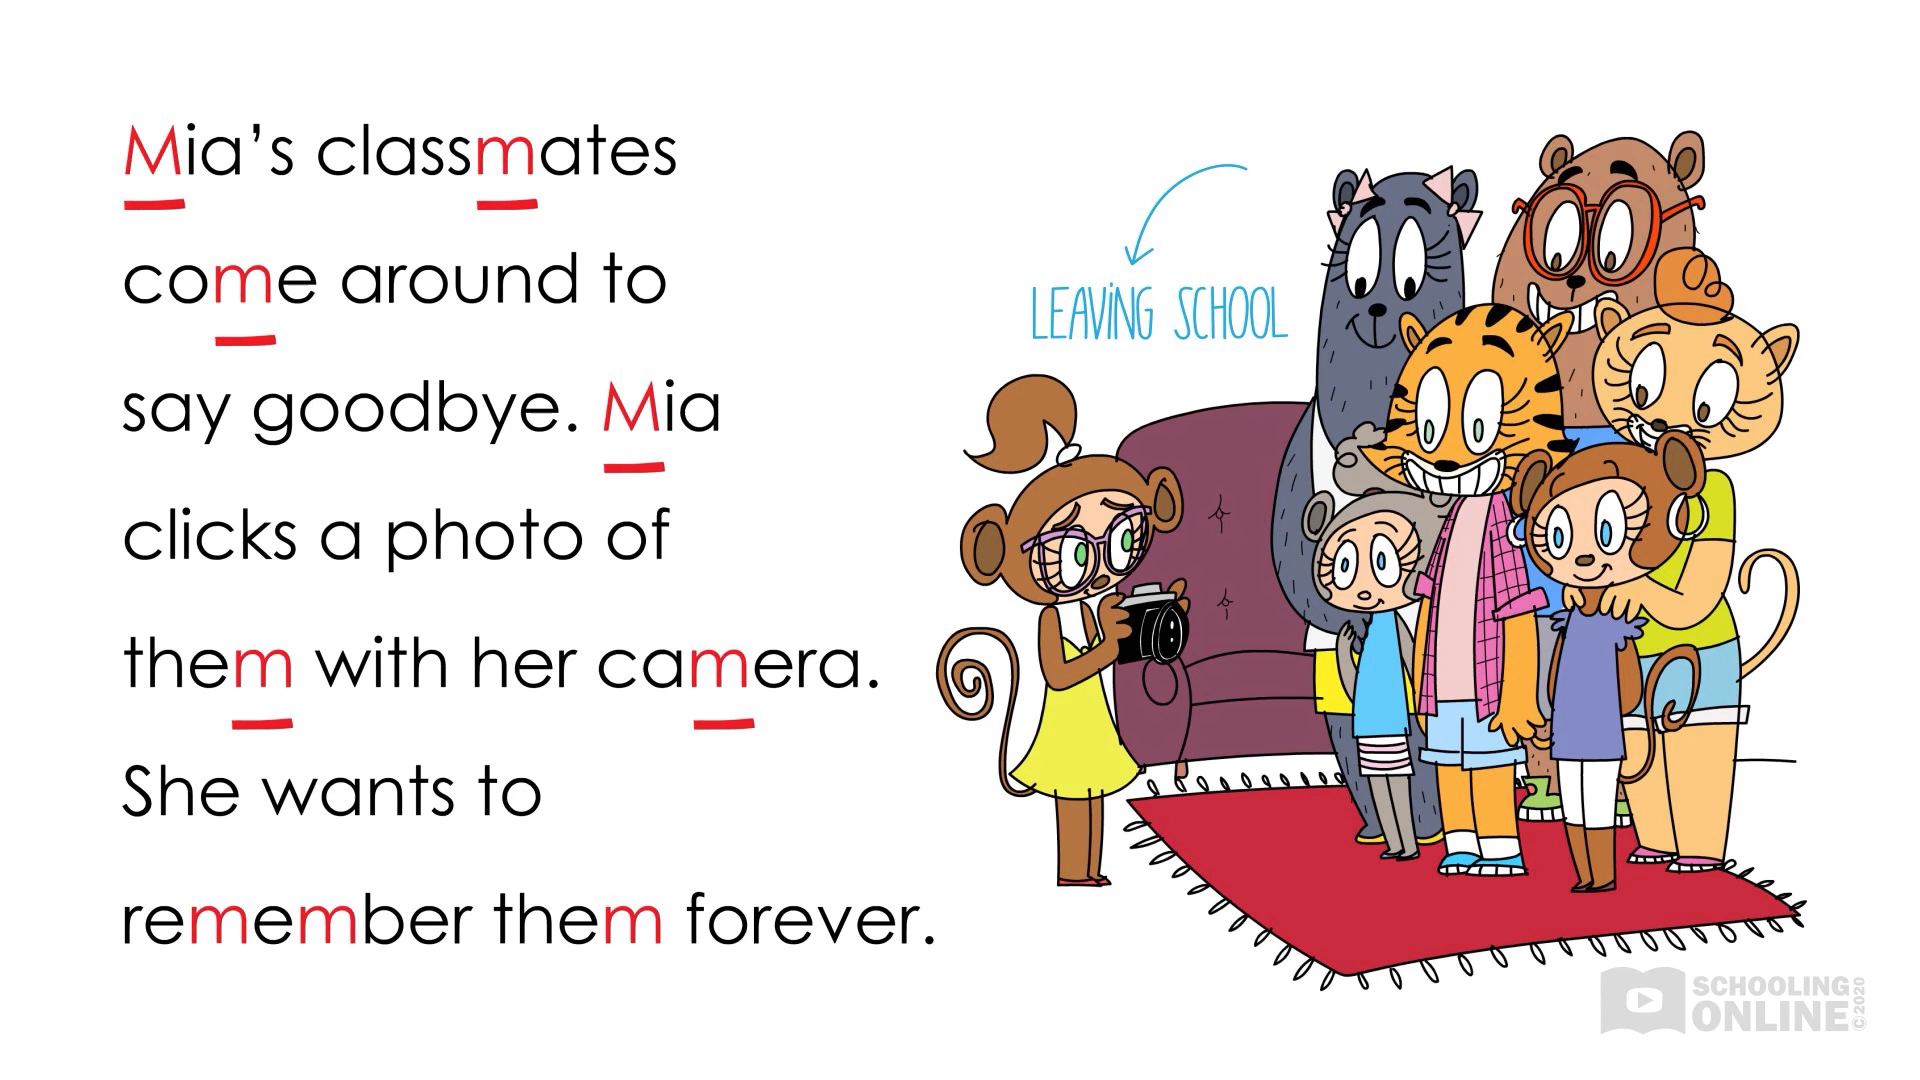 Mia’s classmates
come around to
say goodbye. Mia
clicks a photo of
them with her camera.
She wants to
remember them forever.
LEAVING SCHOOL
SCHOOLING
ONLINE
©2020